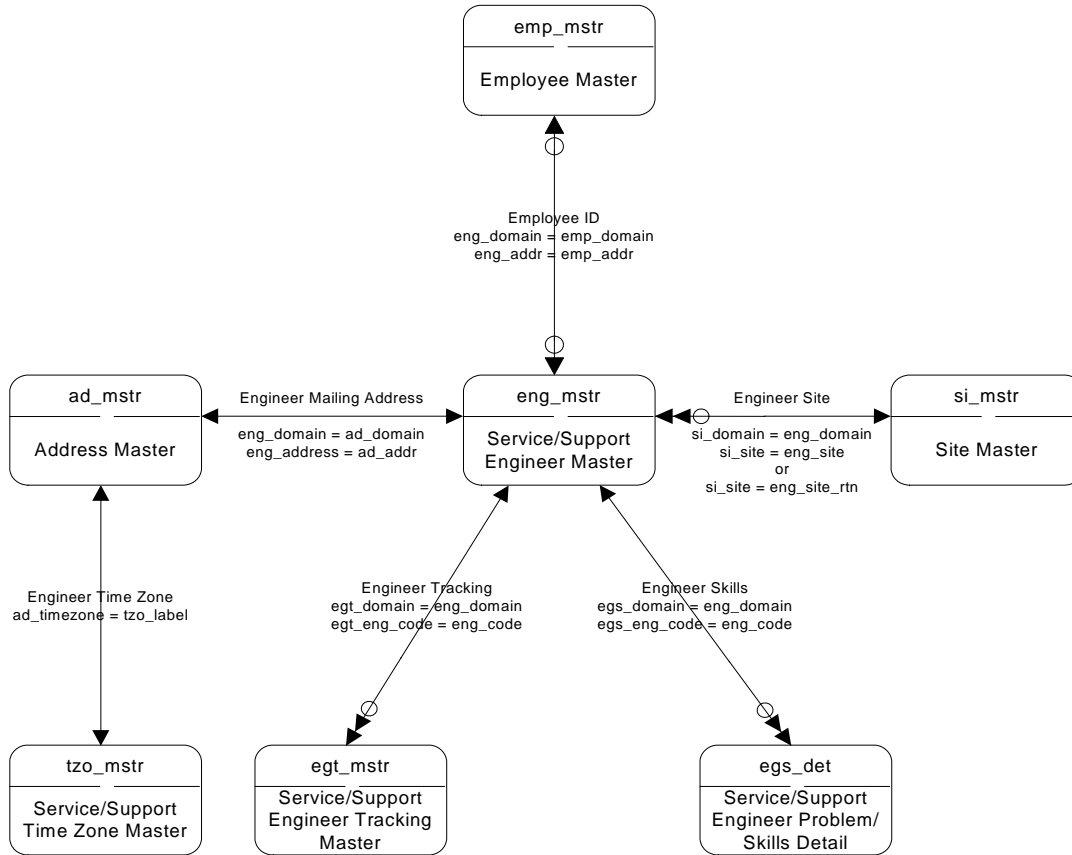 emp_mstr
Employee Master
Employee ID
eng_domain = emp_domain
eng_addr = emp_addr
ad_mstr
Address Master
Engineer Mailing Address
eng_domain = ad_domain
eng_address = ad_addr
eng_mstr
Service/Support
Engineer Master
Engineer Site
si_domain = eng_domain
si_site = eng_site
or
si_site = eng_site_rtn
si_mstr
Site Master
Engineer Time Zone
ad_timezone = tzo_label
Engineer Tracking
egt_domain = eng_domain
egt_eng_code = eng_code
Engineer Skills
egs_domain = eng_domain
egs_eng_code = eng_code
tzo_mstr
Service/Support
Time Zone Master
egt_mstr
Service/Support
Engineer Tracking
Master
egs_det
Service/Support
Engineer Problem/
Skills Detail